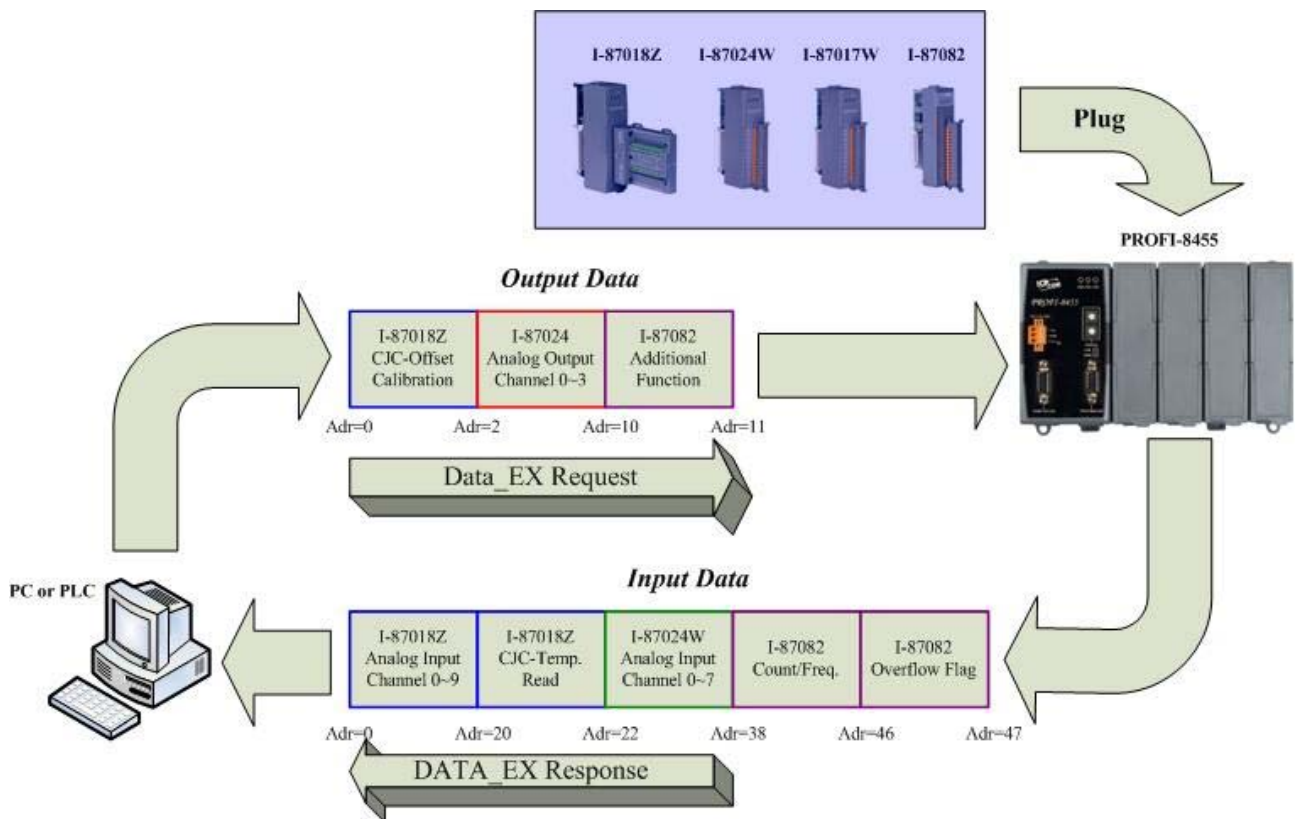 I-87018Z I-87024W I-87017W I-87082
Plug
PROFI-8455
PROFI-8455
Output Data
I-87018Z
CJC-Offset
Calibration
I-87024
Analog Output
Channel 0~3
I-87082
Additional
Function
Adr=0 Adr=2 Adr=10 Adr=11
Data_EX Request
PC or PLC
Input Data
I-87018Z
Analog Input
Channel 0~9
I-87018Z
CJC-Temp.
Read
I-87024W
Analog Input
Channel 0~7
I-87082
Count/Freq.
I-87082
Overflow Flag
Adr=0 Adr=20 Adr=22 Adr=38 Adr=46 Adr=47
DATA_EX Response